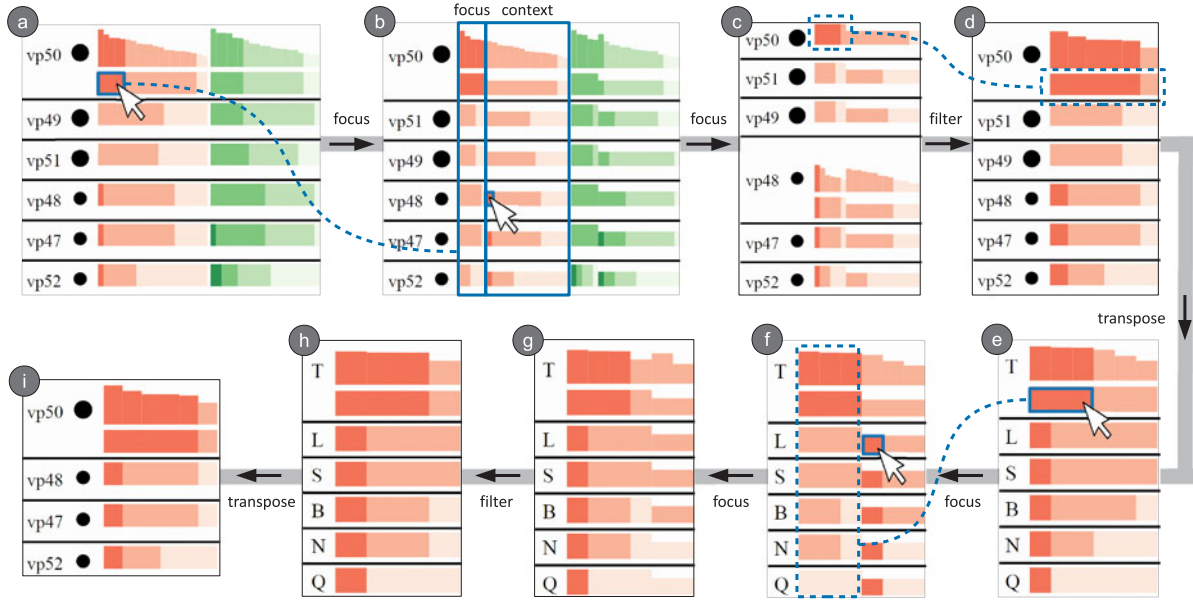 a
vp50
vp49
vp51
vp48
vp47
vp52
focus
b
focus context
vp50
vp51
vp49
vp48
vp47
vp52
focus
c
vp50
vp51
vp49
vp48
vp47
vp52
filter
d
vp50
vp51
vp49
vp48
vp47
vp52
transpose
e
T
L
S
B
N
Q
focus
f
T
L
S
B
N
Q
focus
g
T
L
S
B
N
Q
filter
h
T
L
S
B
N
Q
transpose
i
vp50
vp48
vp47
vp52